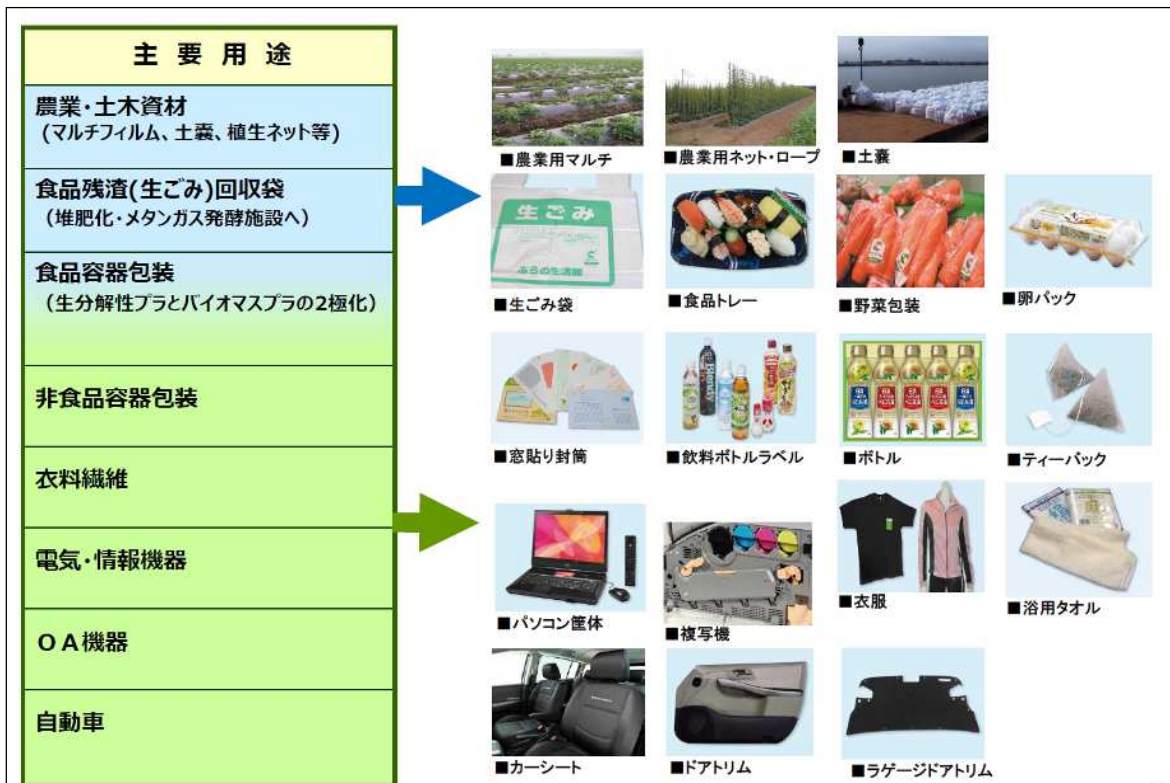 主 要 用 途
農業・土木資材
(マルチフィルム、土嚢、植生ネット等)
食品残渣(生ごみ)回収袋
（堆肥化・メタンガス発酵施設へ）
食品容器包装
（生分解性プラとバイオマスプラの2極化）
非食品容器包装
衣料繊維
電気・情報機器
ＯＡ機器
自動車
■農業用マルチ
■農業用ネット・ロープ
■土嚢
生ごみ
ふらの生活圏
■生ごみ袋
■食品トレー
■野菜包装
■卵パック
Blendy
■窓貼り封筒
■飲料ボトルラベル
■ボトル
■ティーバック
■パソコン筐体
■複写機
■衣服
■浴用タオル
■カーシート
■ドアトリム
■ラゲージドアトリム